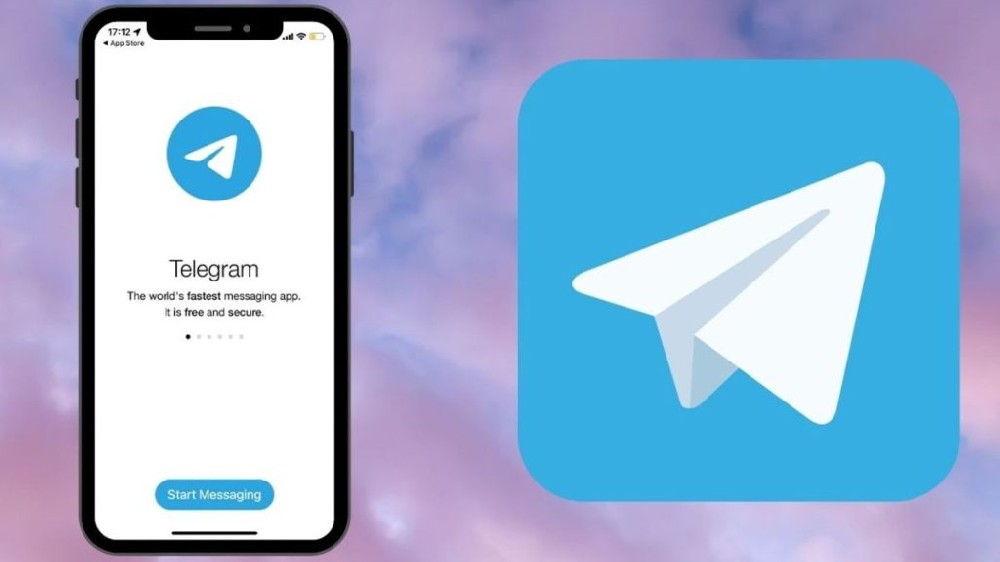 17:12
App Store
Telegram
The world's fastest messaging app.
It is free and secure.
Start Messaging